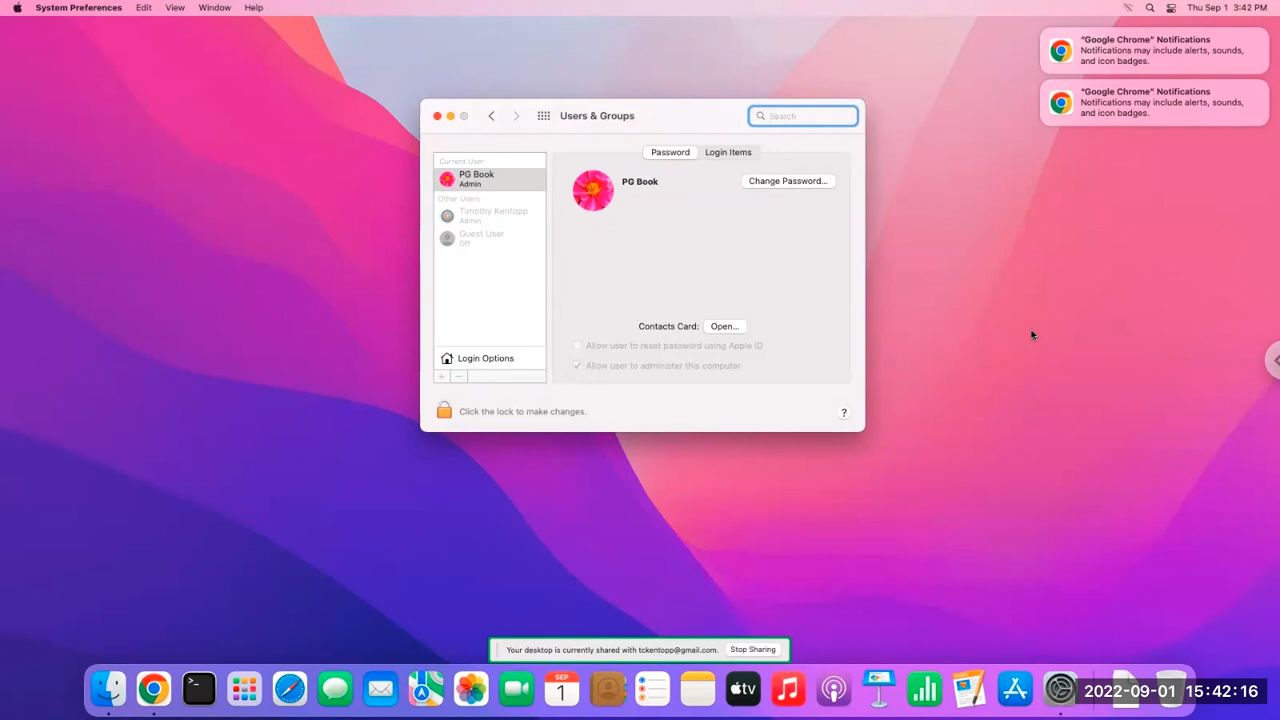 System Preferences Edit View Window Help
Thu Sep 1 3:42 PM
"Google Chrome" Notifications
Notifications may include alerts, sounds,
and icon badges.
"Google Chrome" Notifications
Notifications may include alerts, sounds,
and icon badges.
Users & Groups
Search
Password Login Items
Current User
PG Book
Admin
Other Users
Timothy Kentopp
Admin
Guest User
Off
Login Options
+ −
PG Book
Change Password...
Contacts Card: Open...
Allow user to reset password using Apple ID
Allow user to administer this computer
Click the lock to make changes.
?
Your desktop is currently shared with tckentopp@gmail.com. Stop Sharing
>_
SEP
1
tv
2022-09-01 15:42:16